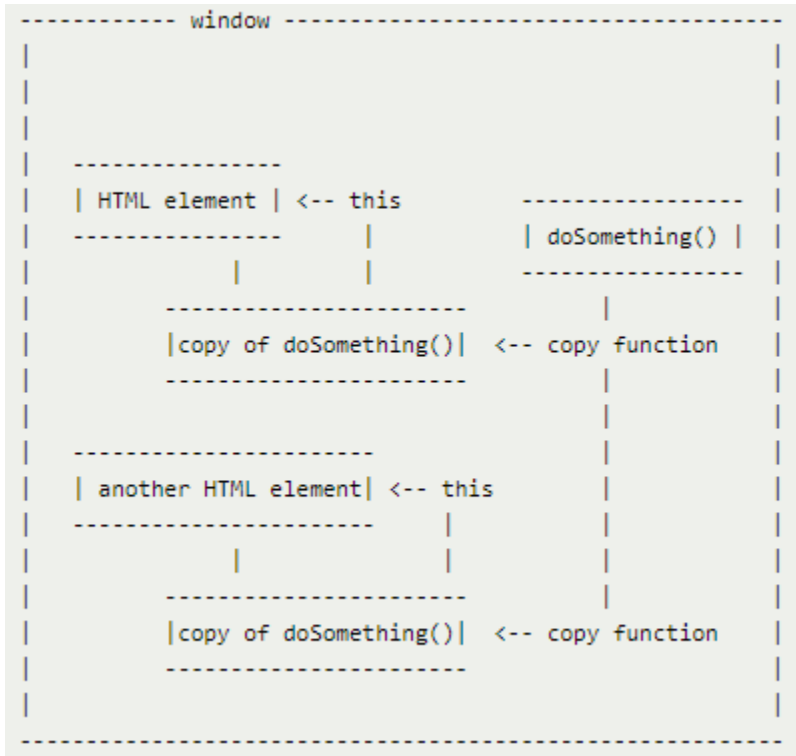 ------------ window --------------------------------------
|                                                         |
|                                                         |
|                                                         |
|   ----------------                                      |
|   | HTML element | <-- this         -----------------   |
|   ----------------      |           | doSomething() |   |
|               |         |           -----------------   |
|          -----------------------          |             |
|          |copy of doSomething()|  <-- copy function     |
|          -----------------------          |             |
|                                           |             |
|   -----------------------                 |             |
|   | another HTML element| <-- this        |             |
|   -----------------------     |           |             |
|               |               |           |             |
|          -----------------------          |             |
|          |copy of doSomething()|  <-- copy function     |
|          -----------------------                        |
|                                                         |
-----------------------------------------------------------